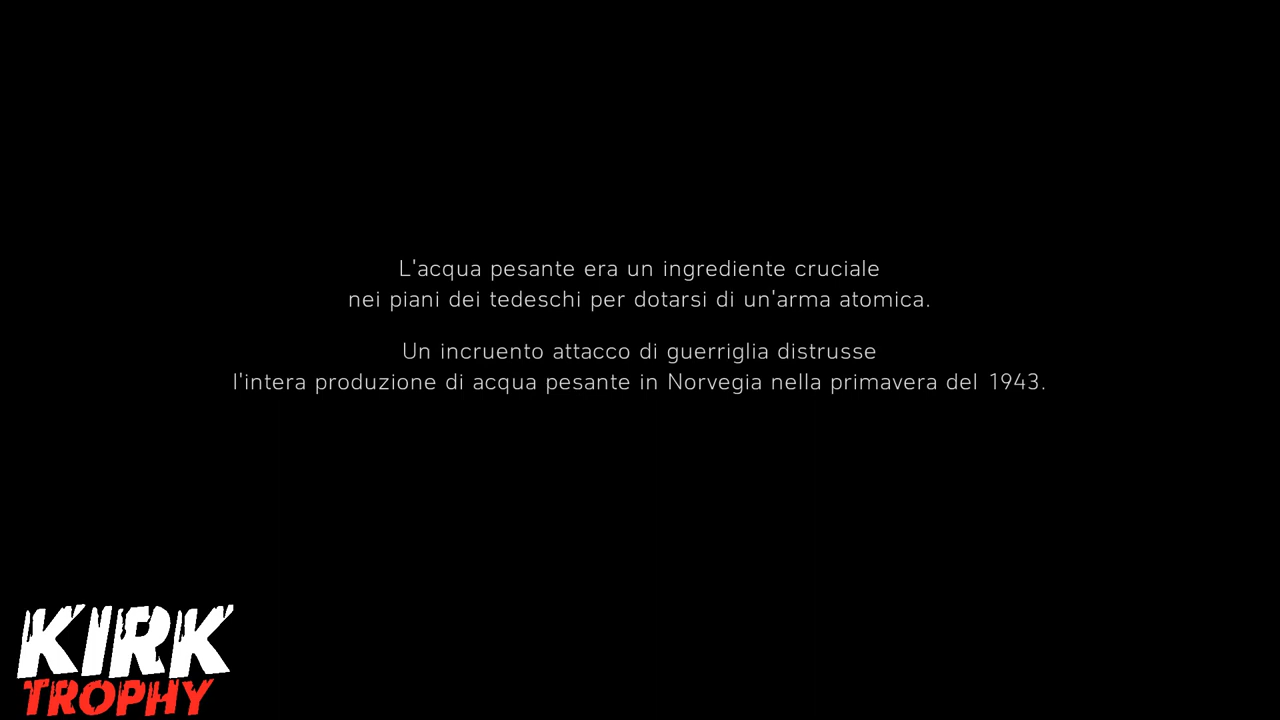 L'acqua pesante era un ingrediente cruciale
nei piani dei tedeschi per dotarsi di un'arma atomica.
Un incruento attacco di guerriglia distrusse
l'intera produzione di acqua pesante in Norvegia nella primavera del 1943.
KIRK
TROPHY